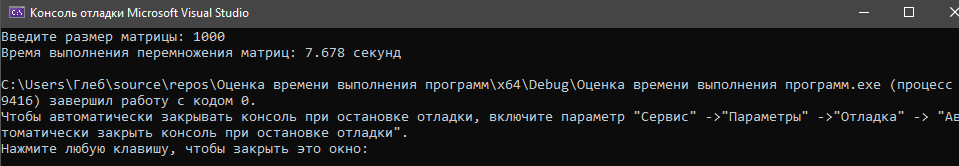 Консоль отладки Microsoft Visual Studio
Введите размер матрицы: 1000
Время выполнения перемножения матриц: 7.678 секунд
C:\Users\Глеб\source\repos\Оценка времени выполнения программ\x64\Debug\Оценка времени выполнения программ.exe (процесс
9416) завершил работу с кодом 0.
Чтобы автоматически закрывать консоль при остановке отладки, включите параметр "Сервис" ->"Параметры" ->"Отладка" -> "Ав
томатически закрыть консоль при остановке отладки".
Нажмите любую клавишу, чтобы закрыть это окно: